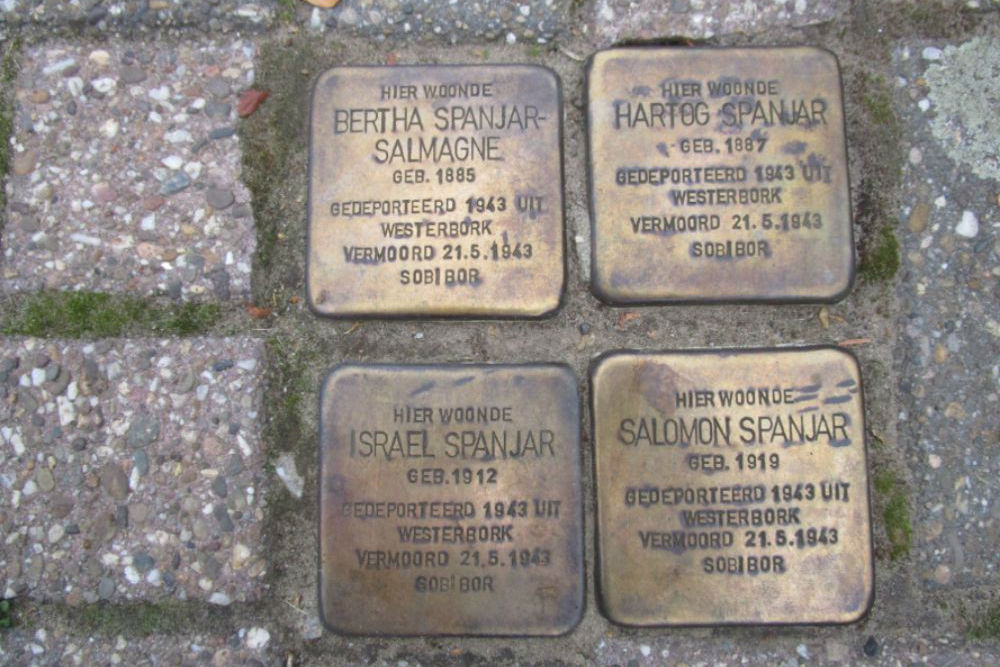 HIER WOONDE
BERTHA SPANJAR-
SALMAGNE
GEB. 1885
GEDEPORTEERD 1943 UIT
WESTERBORK
VERMOORD 21.5.1943
SOBIBOR
HIER WOONDE
HARTOG SPANJAR
GEB. 1887
GEDEPORTEERD 1943 UIT
WESTERBORK
VERMOORD 21.5.1943
SOBIBOR
HIER WOONDE
ISRAEL SPANJAR
GEB. 1912
GEDEPORTEERD 1943 UIT
WESTERBORK
VERMOORD 21.5.1943
SOBIBOR
HIER WOONDE
SALOMON SPANJAR
GEB. 1919
GEDEPORTEERD 1943 UIT
WESTERBORK
VERMOORD 21.5.1943
SOBIBOR